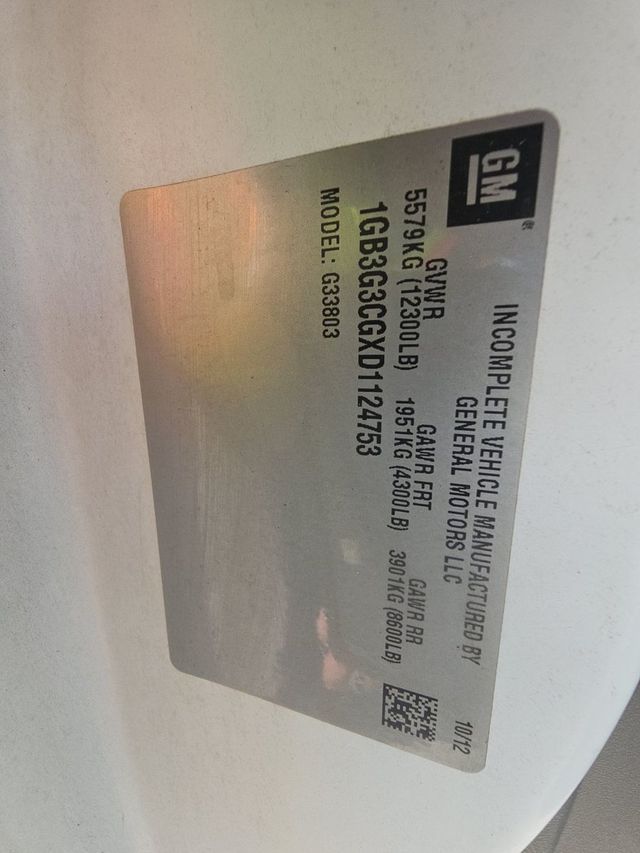 GM®
INCOMPLETE VEHICLE MANUFACTURED BY
GENERAL MOTORS LLC
10/12
GVWR GAWR FRT GAWR RR
5579KG (12300LB) 1951KG (4300LB) 3901KG (8600LB)
1GB3G3CGXD1124753
MODEL: G33803